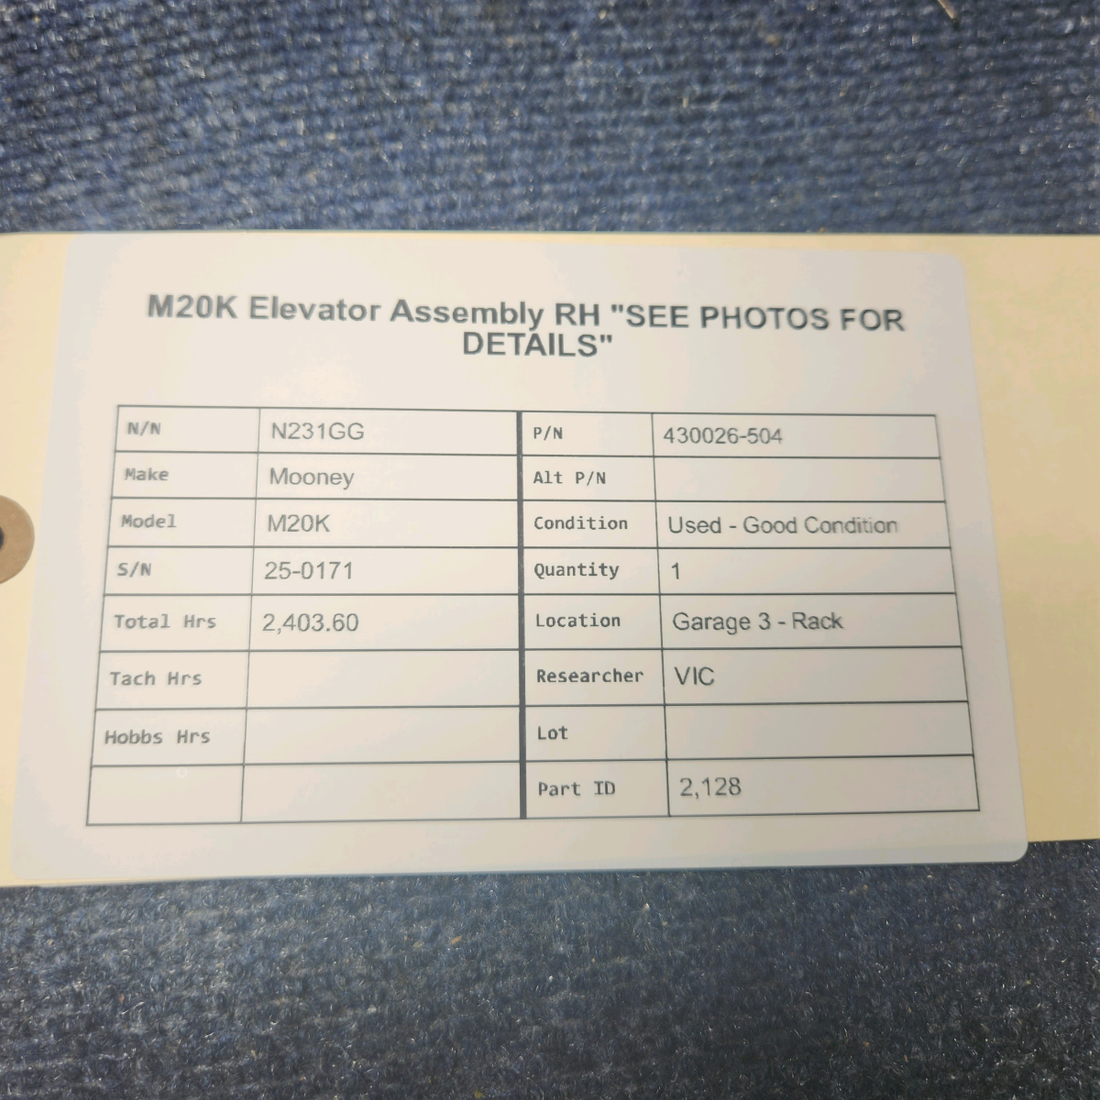 M20K Elevator Assembly RH "SEE PHOTOS FOR
DETAILS"
N/N N231GG P/N 430026-504
Make Mooney Alt P/N
Model M20K Condition Used - Good Condition
S/N 25-0171 Quantity 1
Total Hrs 2,403.60 Location Garage 3 - Rack
Tach Hrs Researcher VIC
Hobbs Hrs Lot
Part ID 2,128